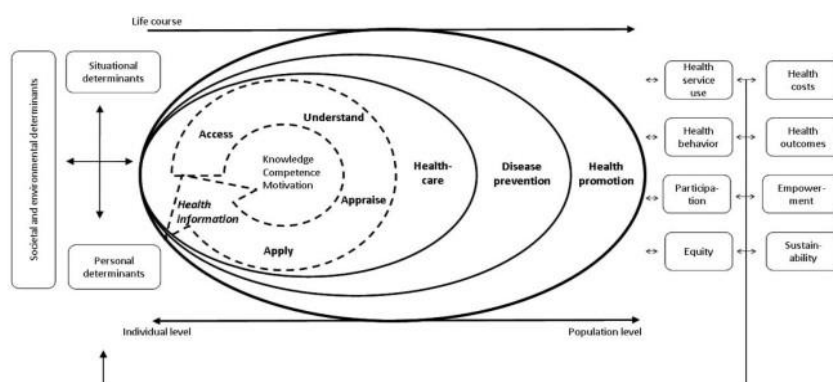 Life course
Societal and environmental determinants
Situational
determinants
Personal
determinants
Access
Understand
Knowledge
Competence
Motivation
Health
information
Appraise
Apply
Health-
care
Disease
prevention
Health
promotion
Health
service
use
Health
costs
Health
behavior
Health
outcomes
Participa-
tion
Empower-
ment
Equity
Sustain-
ability
Individual level
Population level